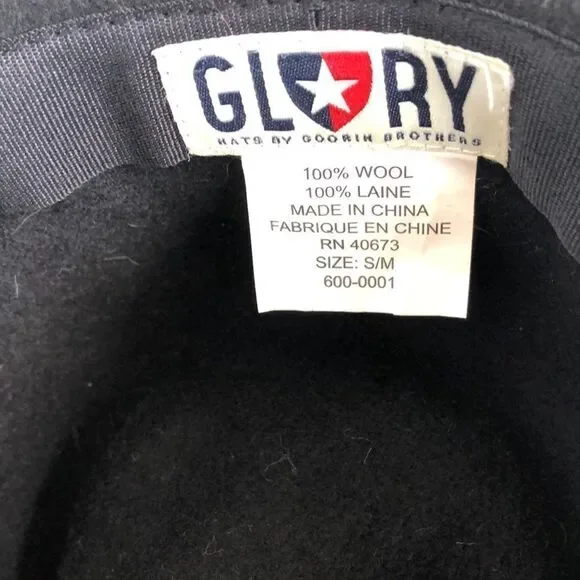 GLORY
HATS BY GOORIN BROTHERS
100% WOOL
100% LAINE
MADE IN CHINA
FABRIQUE EN CHINE
RN 40673
SIZE: S/M
600-0001